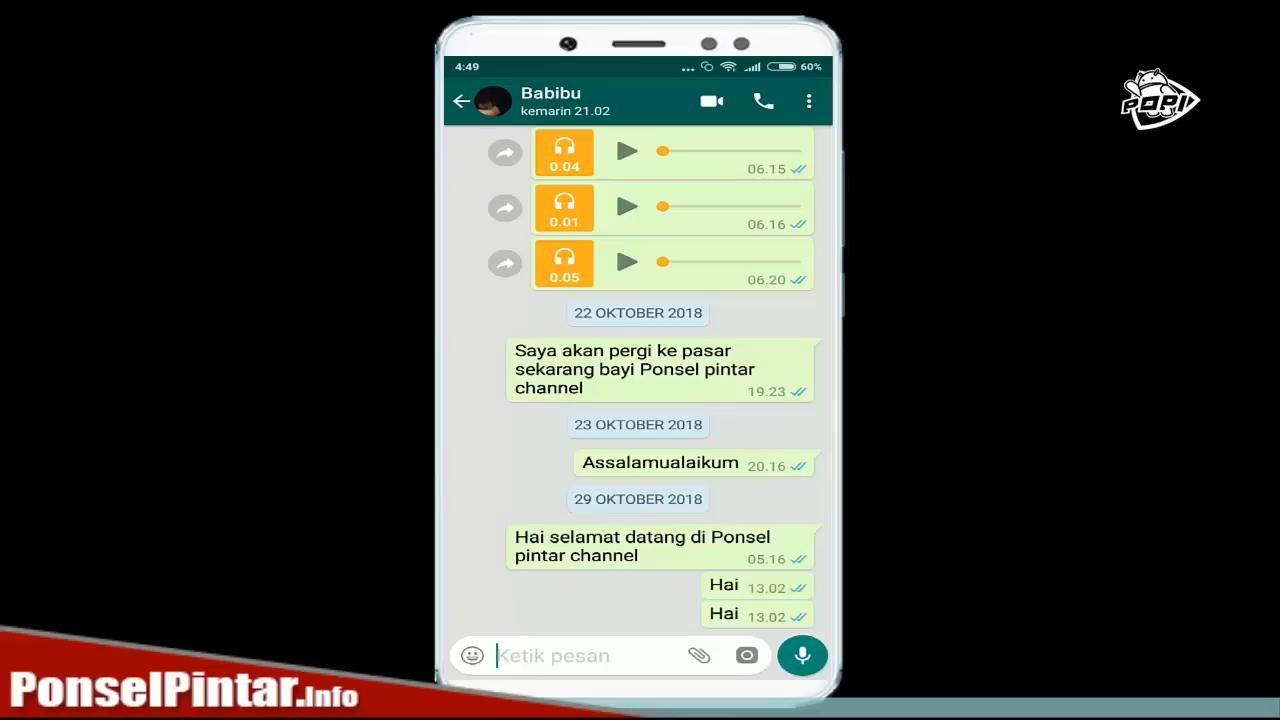 4:49
60%
Babibu
kemarin 21.02
POPI
0.04
06.15
0.01
06.16
0.05
06.20
22 OKTOBER 2018
Saya akan pergi ke pasar
sekarang bayi Ponsel pintar
channel
19.23
23 OKTOBER 2018
Assalamualaikum 20.16
29 OKTOBER 2018
Hai selamat datang di Ponsel
pintar channel
05.16
Hai 13.02
Hai 13.02
Ketik pesan
PonselPintar.Info